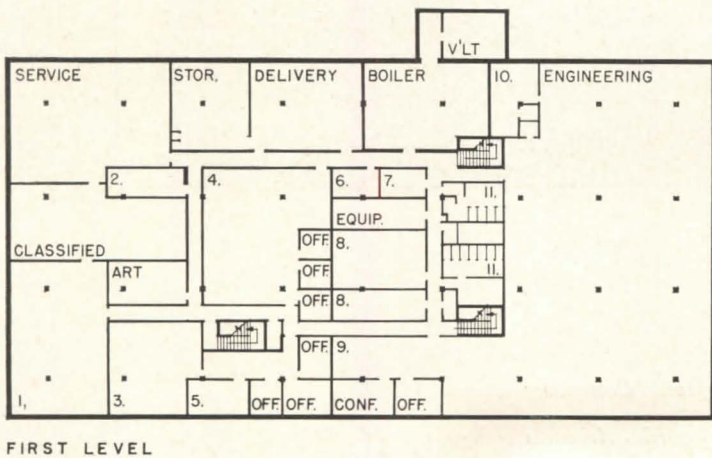 V'LT
SERVICE STOR. DELIVERY BOILER 10. ENGINEERING
2. 4. 6. 7. 11.
EQUIP.
OFF. 8.
CLASSIFIED
OFF. 11.
ART
OFF. 8.
OFF. 9.
1, 3. 5. OFF. OFF. CONF. OFF.
FIRST LEVEL